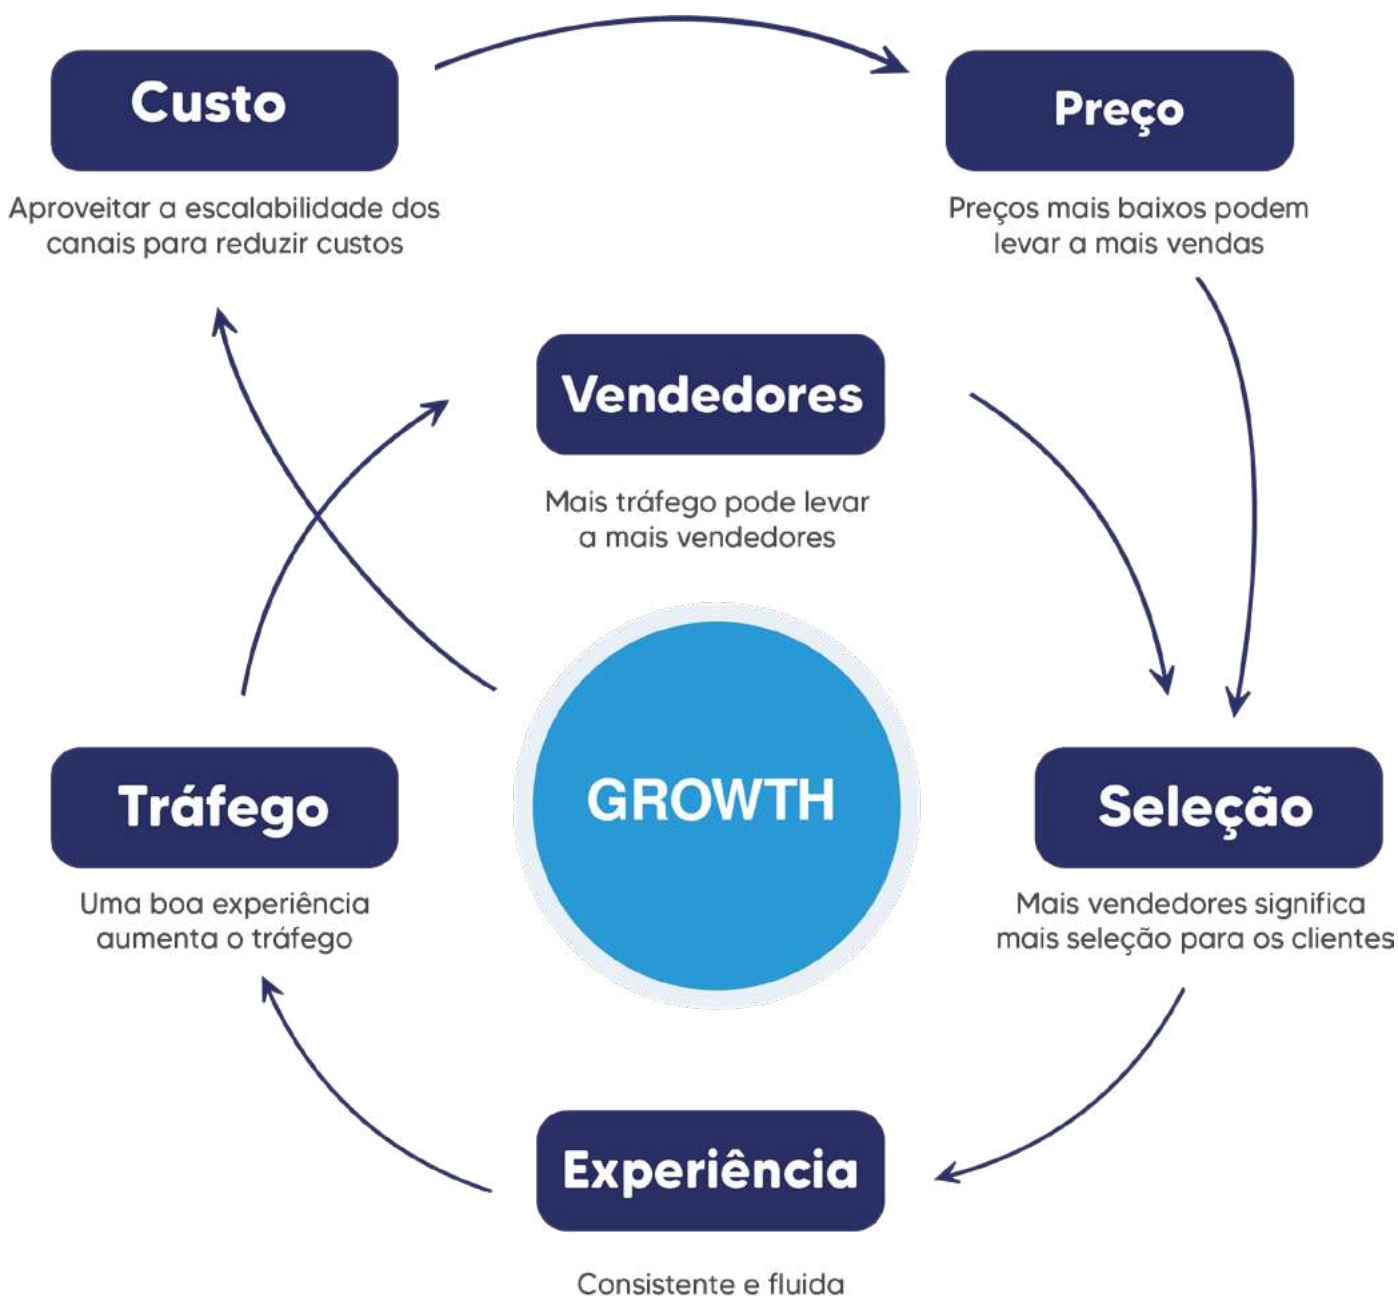 Custo
Aproveitar a escalabilidade dos
canais para reduzir custos
Preço
Preços mais baixos podem
levar a mais vendas
Vendedores
Mais tráfego pode levar
a mais vendedores
GROWTH
Tráfego
Uma boa experiência
aumenta o tráfego
Seleção
Mais vendedores significa
mais seleção para os clientes
Experiência
Consistente e fluida